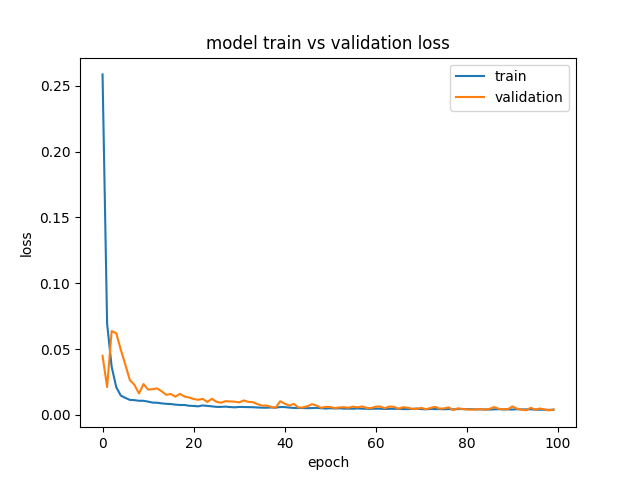 model train vs validation loss
train
validation
0.25
0.20
0.15
0.10
0.05
0.00
loss
0 20 40 60 80 100
epoch